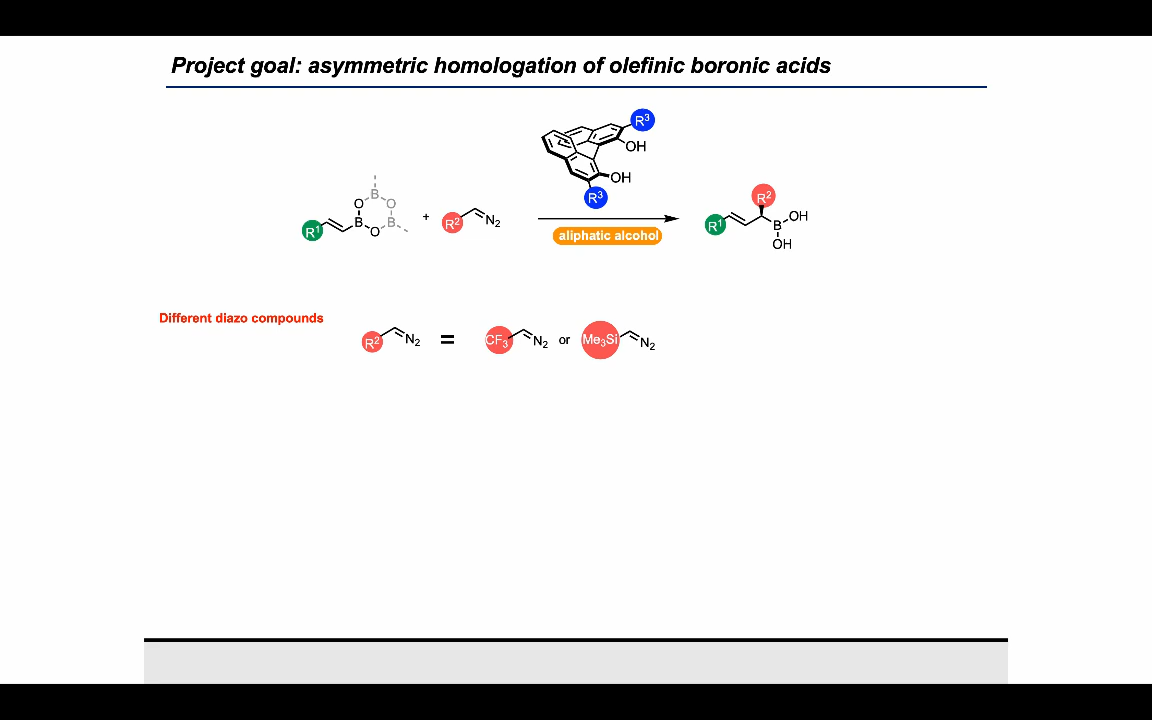 Project goal: asymmetric homologation of olefinic boronic acids
R³
OH
OH
R³
B
O
O
B
B
O
R¹
+
R²
N₂
aliphatic alcohol
R²
R¹
B
OH
OH
Different diazo compounds
R²
N₂
=
CF₃
N₂
or
Me₃Si
N₂